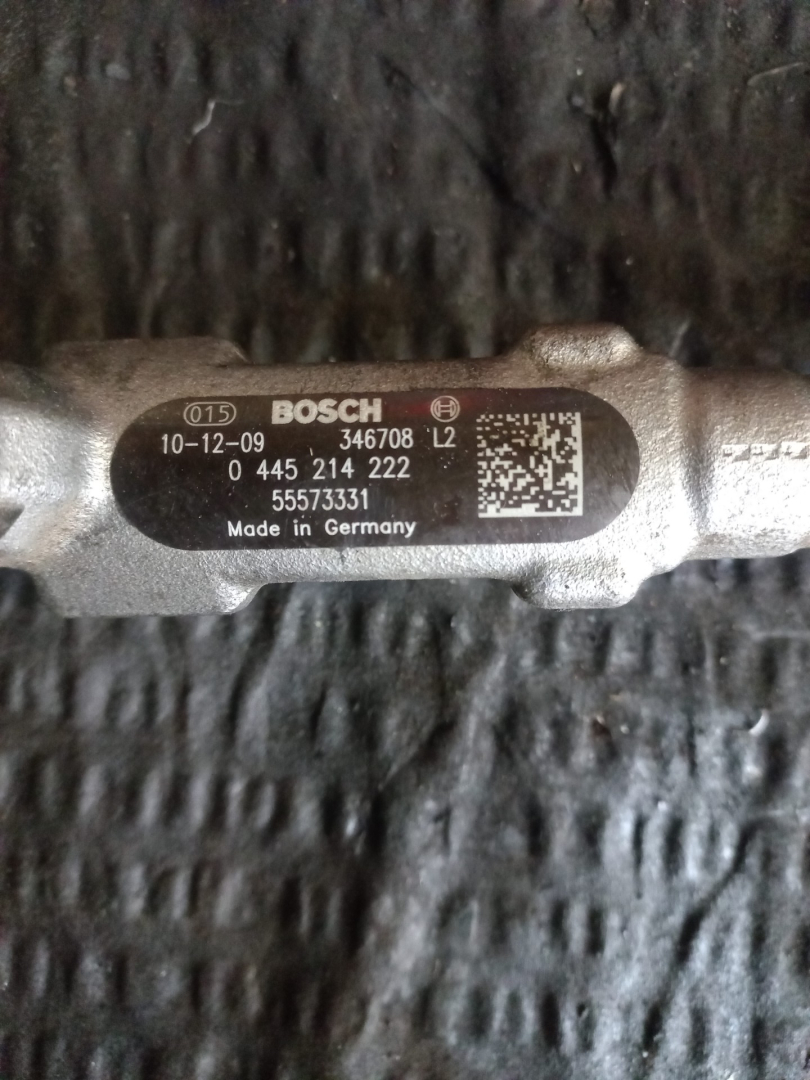 015 BOSCH
10-12-09 346708 L2
0 445 214 222
55573331
Made in Germany